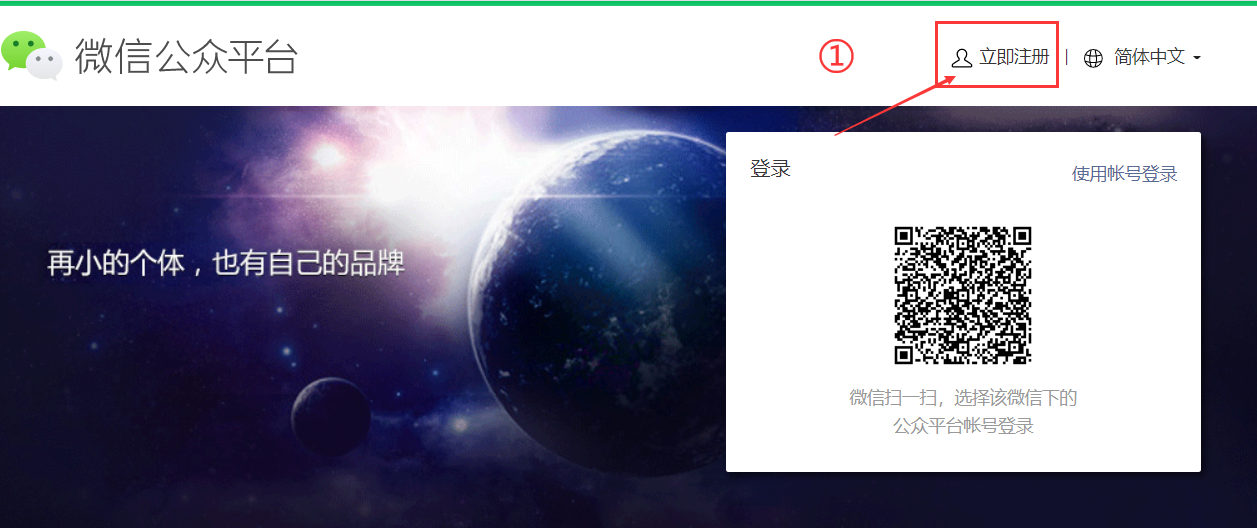 微信公众平台
①
立即注册 | 简体中文
登录
使用帐号登录
再小的个体，也有自己的品牌
微信扫一扫，选择该微信下的
公众平台帐号登录